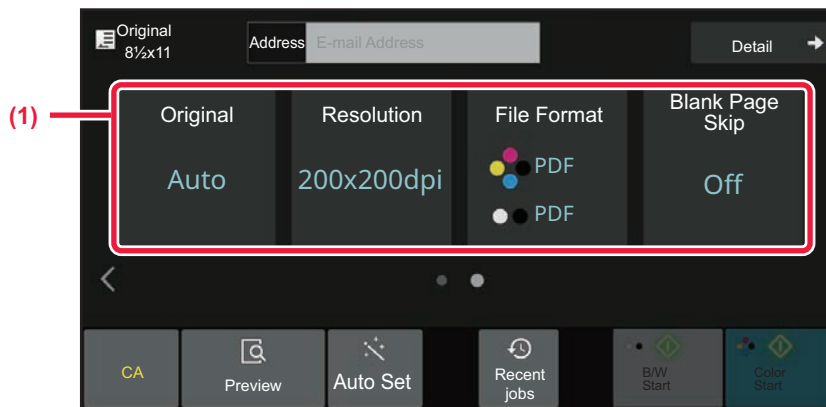 Original
8½x11
Address E-mail Address
Detail
(1)
Original Resolution File Format Blank Page
Skip
Auto 200x200dpi PDF Off
PDF
CA
Preview
Auto Set
Recent
jobs
B/W
Start
Color
Start